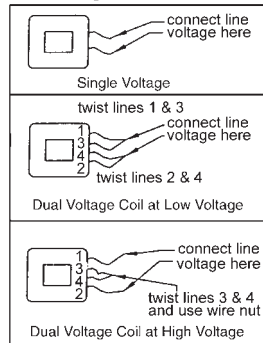 connect line
voltage here
Single Voltage
twist lines 1 & 3
1
3
4
2
connect line
voltage here
twist lines 2 & 4
Dual Voltage Coil at Low Voltage
1
3
4
2
connect line
voltage here
twist lines 3 & 4
and use wire nut
Dual Voltage Coil at High Voltage